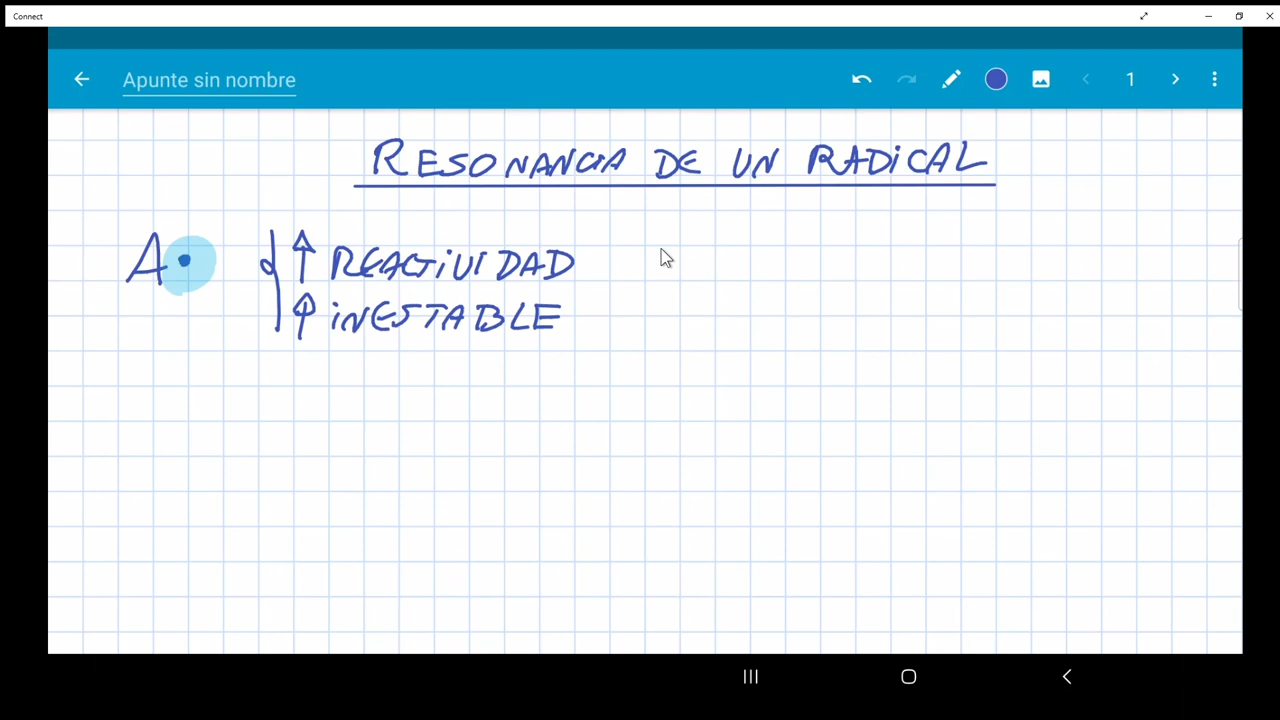 Connect
Apunte sin nombre
1
RESONANCIA DE UN RADICAL
A• { ↑ REACTIVIDAD
↑ INESTABLE